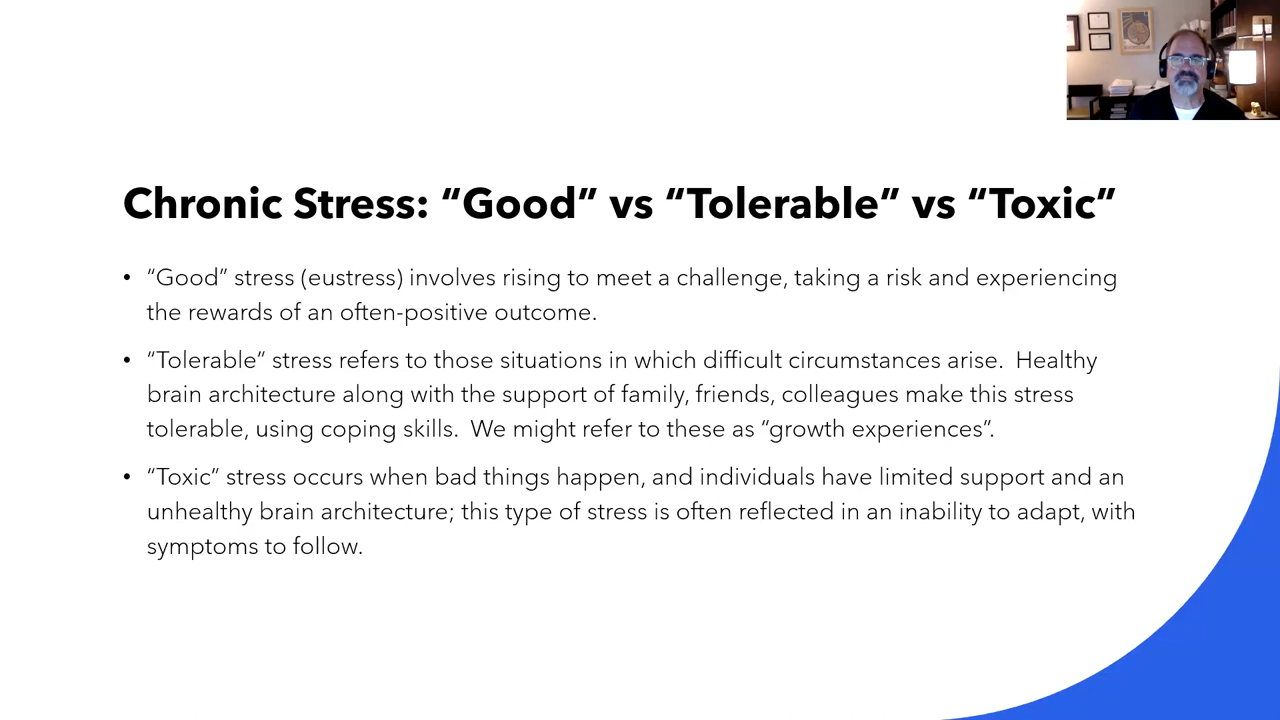 Chronic Stress: “Good” vs “Tolerable” vs “Toxic”
• “Good” stress (eustress) involves rising to meet a challenge, taking a risk and experiencing
the rewards of an often-positive outcome.
• “Tolerable” stress refers to those situations in which difficult circumstances arise.  Healthy
brain architecture along with the support of family, friends, colleagues make this stress
tolerable, using coping skills.  We might refer to these as “growth experiences”.
• “Toxic” stress occurs when bad things happen, and individuals have limited support and an
unhealthy brain architecture; this type of stress is often reflected in an inability to adapt, with
symptoms to follow.